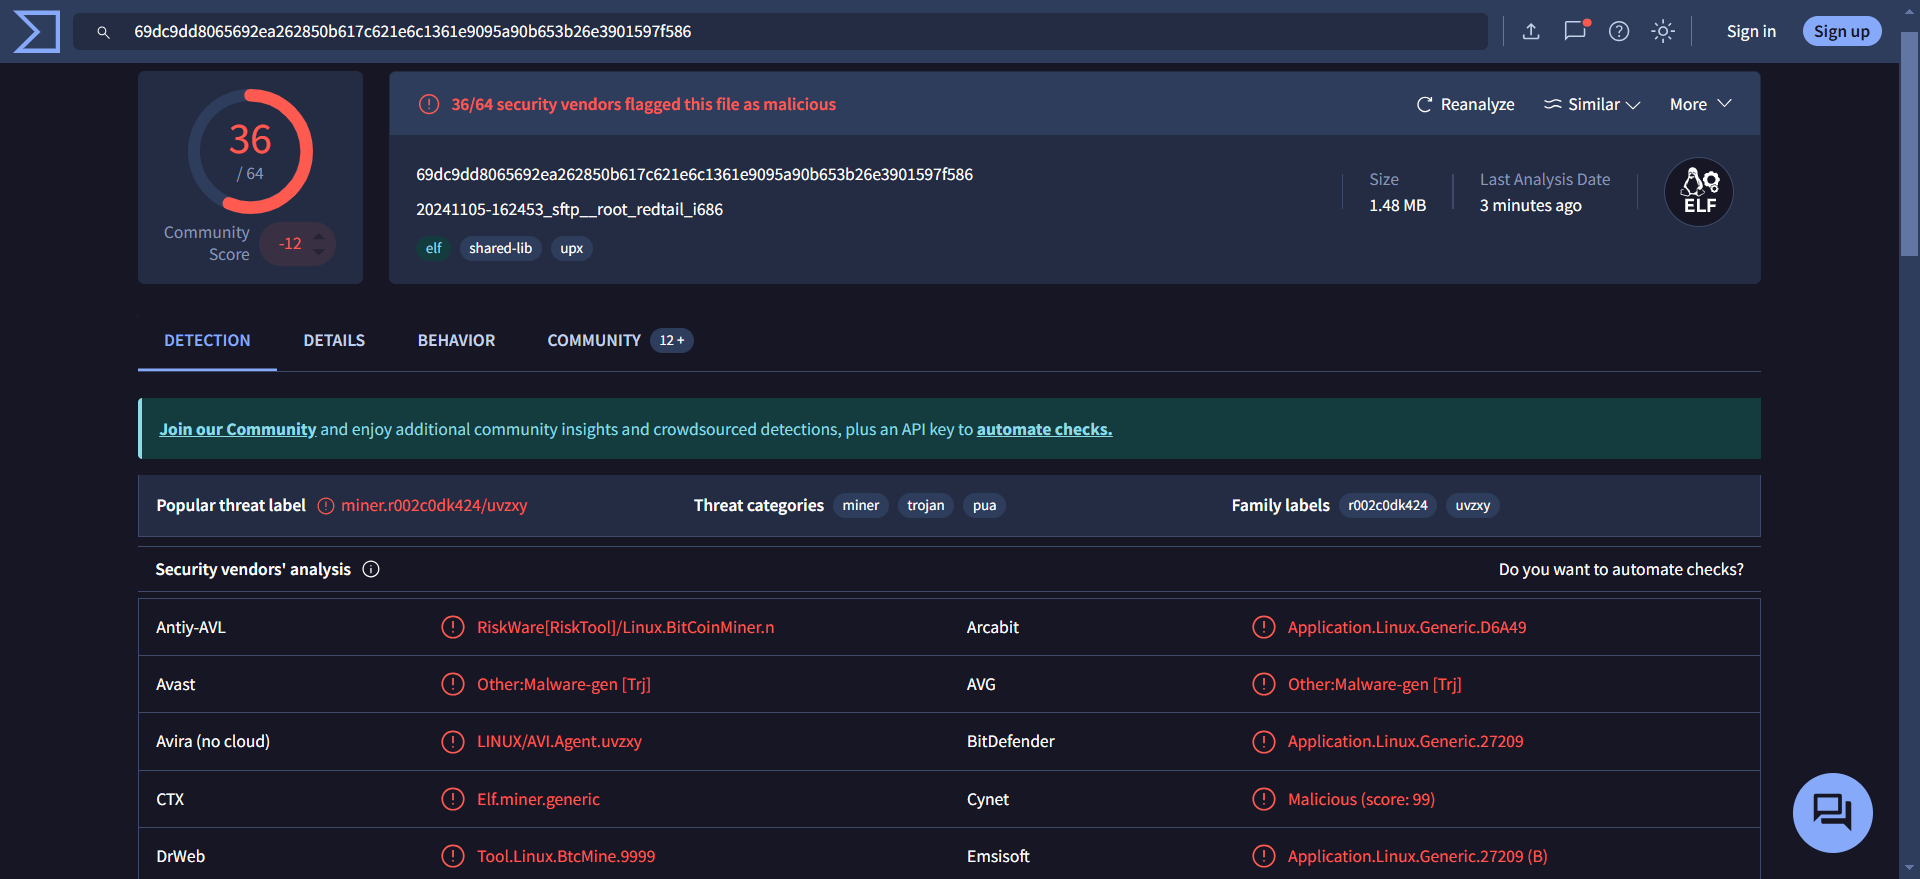 69dc9dd8065692ea262850b617c621e6c1361e9095a90b653b26e3901597f586
Sign in
Sign up
36
/ 64
Community
Score
-12
36/64 security vendors flagged this file as malicious
Reanalyze
Similar
More
69dc9dd8065692ea262850b617c621e6c1361e9095a90b653b26e3901597f586
20241105-162453_sftp__root_redtail_i686
elf
shared-lib
upx
Size
1.48 MB
Last Analysis Date
3 minutes ago
ELF
DETECTION
DETAILS
BEHAVIOR
COMMUNITY
12 +
Join our Community and enjoy additional community insights and crowdsourced detections, plus an API key to automate checks.
Popular threat label
miner.r002c0dk424/uvzxy
Threat categories
miner
trojan
pua
Family labels
r002c0dk424
uvzxy
Security vendors' analysis
Do you want to automate checks?
Antiy-AVL
RiskWare[RiskTool]/Linux.BitCoinMiner.n
Arcabit
Application.Linux.Generic.D6A49
Avast
Other:Malware-gen [Trj]
AVG
Other:Malware-gen [Trj]
Avira (no cloud)
LINUX/AVI.Agent.uvzxy
BitDefender
Application.Linux.Generic.27209
CTX
Elf.miner.generic
Cynet
Malicious (score: 99)
DrWeb
Tool.Linux.BtcMine.9999
Emsisoft
Application.Linux.Generic.27209 (B)